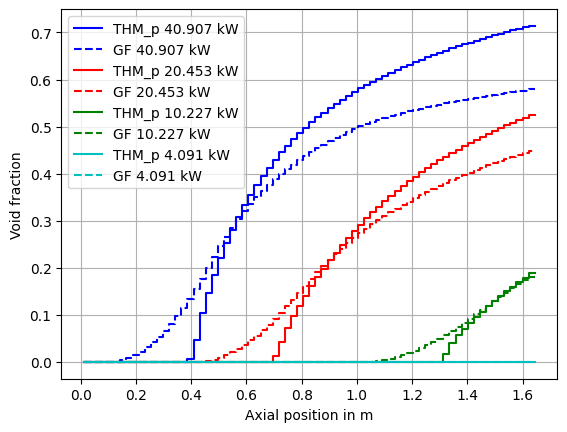 THM_p 40.907 kW
GF 40.907 kW
THM_p 20.453 kW
GF 20.453 kW
THM_p 10.227 kW
GF 10.227 kW
THM_p 4.091 kW
GF 4.091 kW
Void fraction
0.7
0.6
0.5
0.4
0.3
0.2
0.1
0.0
0.0 0.2 0.4 0.6 0.8 1.0 1.2 1.4 1.6
Axial position in m